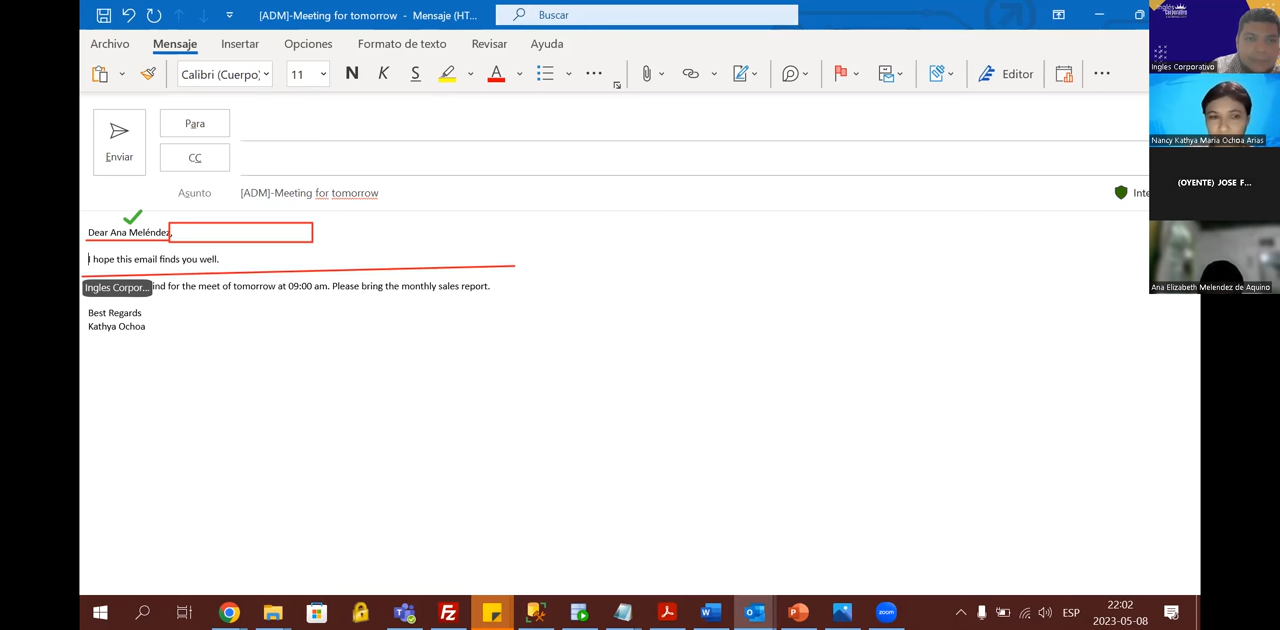 [ADM]-Meeting for tomorrow - Mensaje (HT...
Buscar
Archivo Mensaje Insertar Opciones Formato de texto Revisar Ayuda
Calibri (Cuerpo) 11 N K S A Editor
Enviar
Para
CC
Asunto [ADM]-Meeting for tomorrow
Dear Ana Meléndez,
I hope this email finds you well.
Ingles Corpor... ind for the meet of tomorrow at 09:00 am. Please bring the monthly sales report.
Best Regards
Kathya Ochoa
Inglés
Corporativo
Ingles Corporativo
Nancy Kathya Maria Ochoa Arias
(OYENTE) JOSE F...
Ana Elizabeth Melendez de Aquino
Inte
zoom
ESP
22:02
2023-05-08